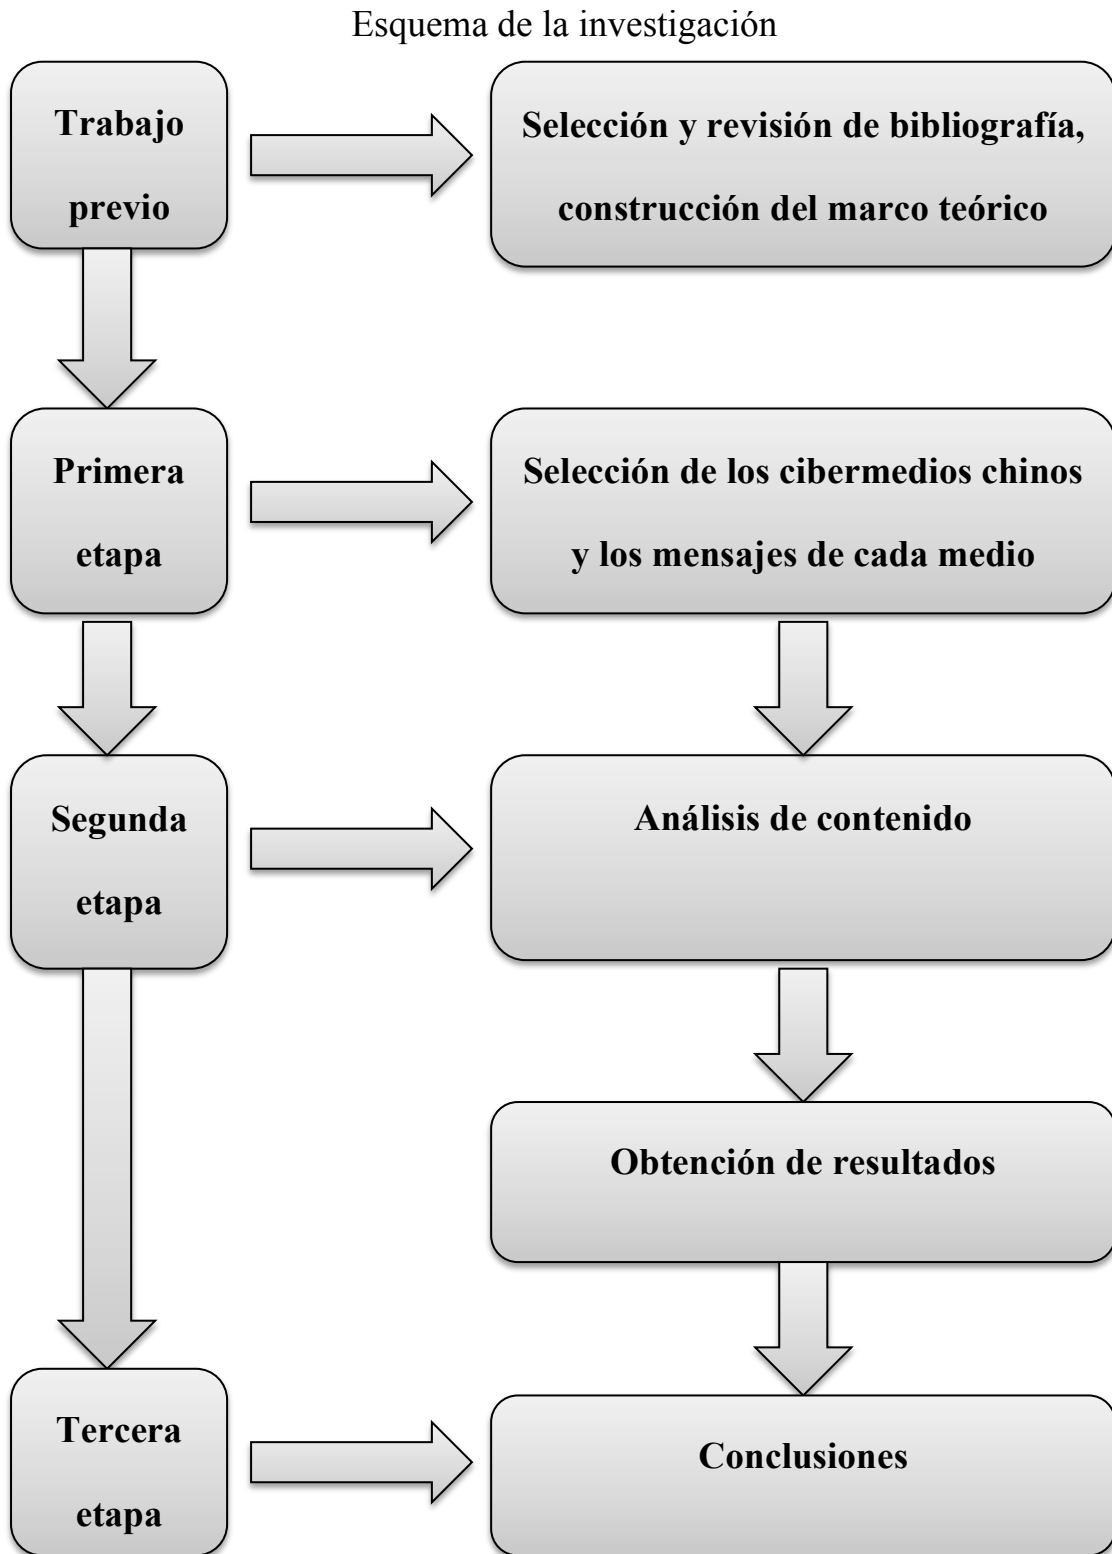 Esquema de la investigación
Trabajo
previo
Selección y revisión de bibliografía,
construcción del marco teórico
Primera
etapa
Selección de los cibermedios chinos
y los mensajes de cada medio
Segunda
etapa
Análisis de contenido
Obtención de resultados
Tercera
etapa
Conclusiones